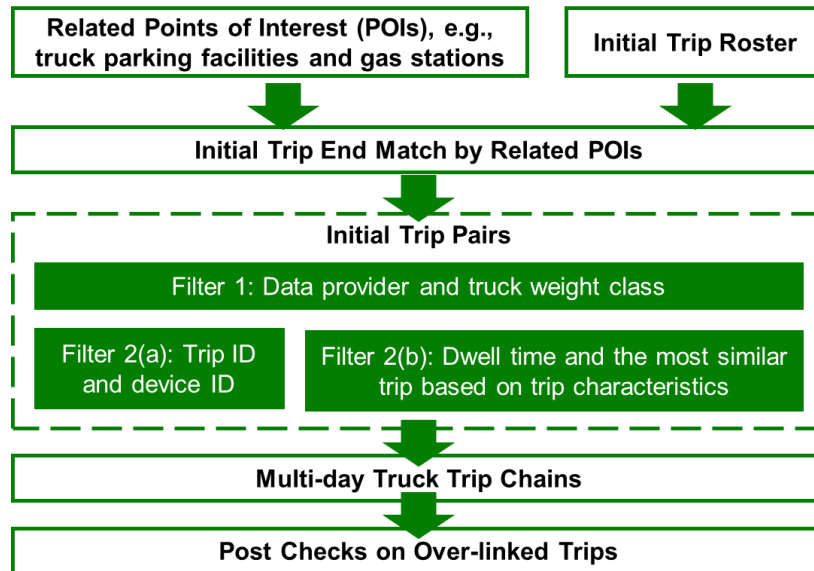 Related Points of Interest (POIs), e.g.,
truck parking facilities and gas stations
Initial Trip Roster
Initial Trip End Match by Related POIs
Initial Trip Pairs
Filter 1: Data provider and truck weight class
Filter 2(a): Trip ID
and device ID
Filter 2(b): Dwell time and the most similar
trip based on trip characteristics
Multi-day Truck Trip Chains
Post Checks on Over-linked Trips